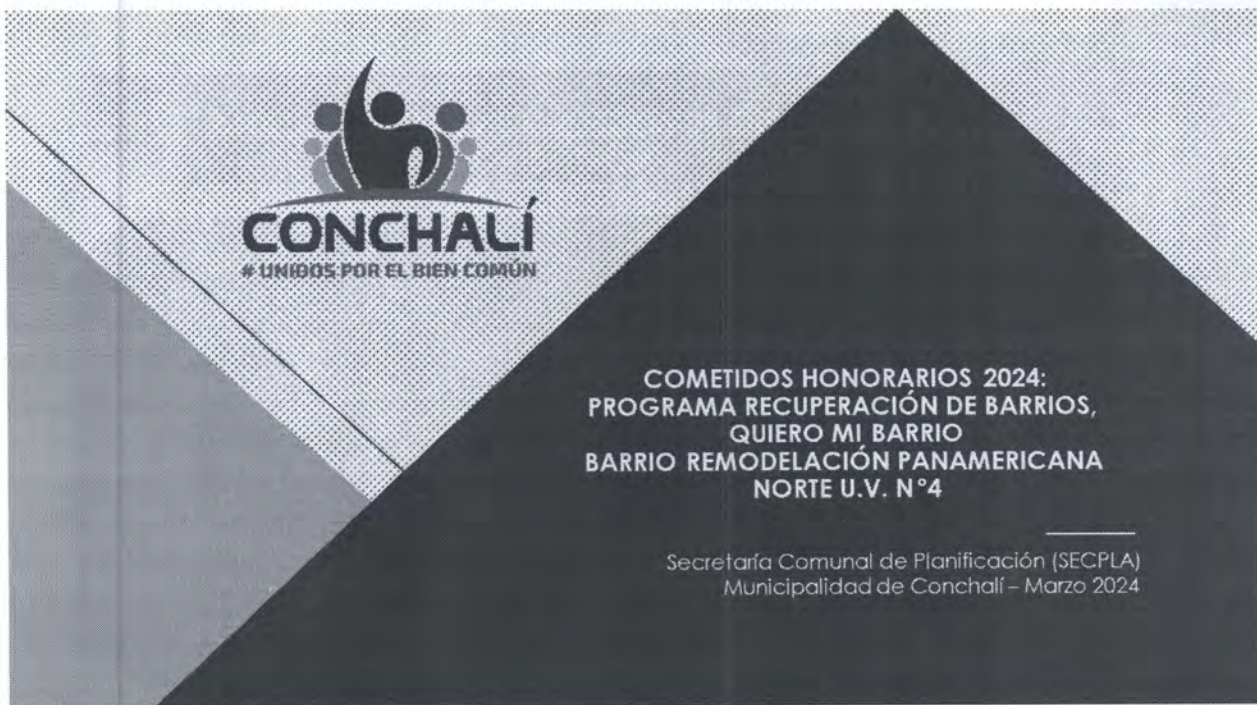 CONCHALÍ
# UNIDOS POR EL BIEN COMÚN
COMETIDOS HONORARIOS 2024:
PROGRAMA RECUPERACIÓN DE BARRIOS,
QUIERO MI BARRIO
BARRIO REMODELACIÓN PANAMERICANA
NORTE U.V. N°4
Secretaría Comunal de Planificación (SECPLA)
Municipalidad de Conchalí – Marzo 2024